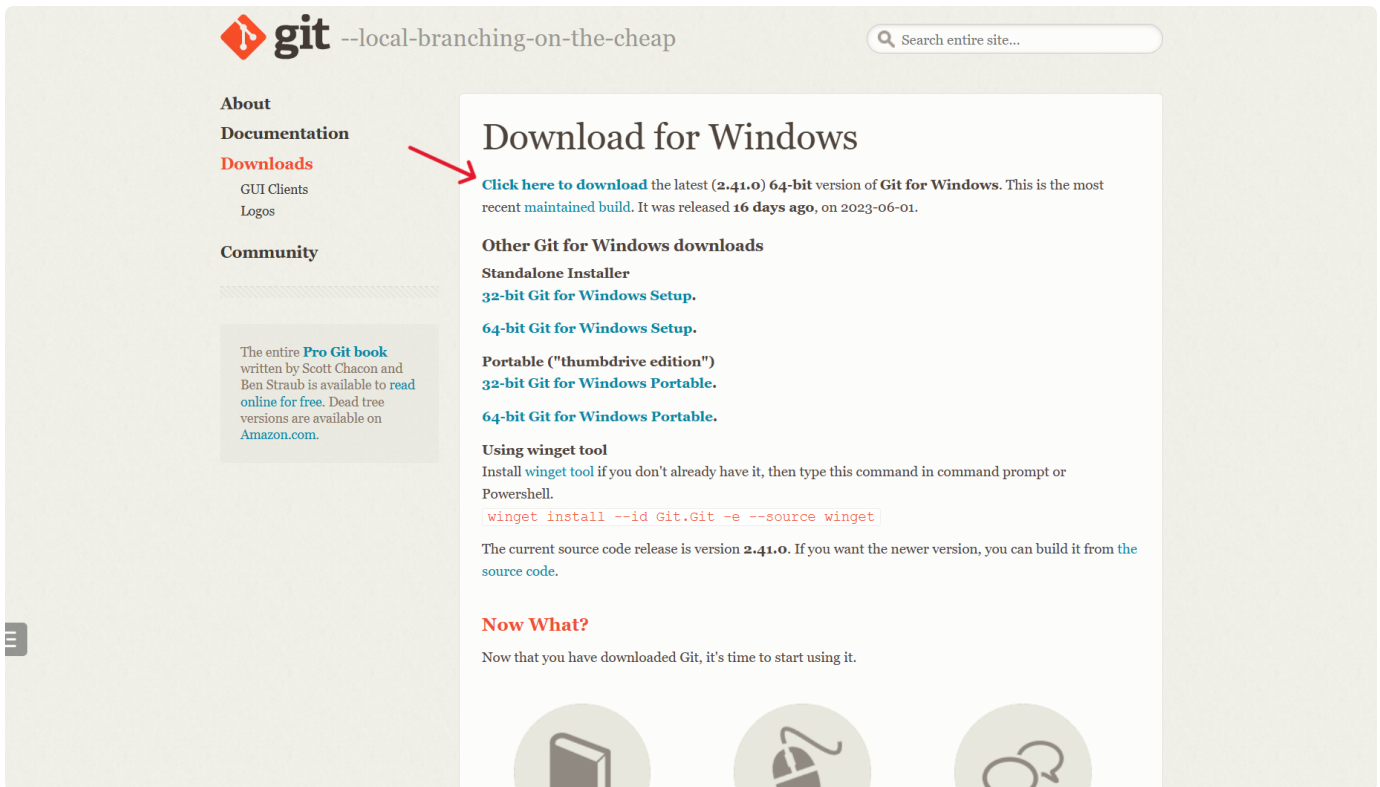 git --local-branching-on-the-cheap
Search entire site...
About
Documentation
Downloads
GUI Clients
Logos
Community
The entire Pro Git book
written by Scott Chacon and
Ben Straub is available to read
online for free. Dead tree
versions are available on
Amazon.com.
Download for Windows
Click here to download the latest (2.41.0) 64-bit version of Git for Windows. This is the most
recent maintained build. It was released 16 days ago, on 2023-06-01.
Other Git for Windows downloads
Standalone Installer
32-bit Git for Windows Setup.
64-bit Git for Windows Setup.
Portable ("thumbdrive edition")
32-bit Git for Windows Portable.
64-bit Git for Windows Portable.
Using winget tool
Install winget tool if you don't already have it, then type this command in command prompt or
Powershell.
winget install --id Git.Git -e --source winget
The current source code release is version 2.41.0. If you want the newer version, you can build it from the
source code.
Now What?
Now that you have downloaded Git, it's time to start using it.